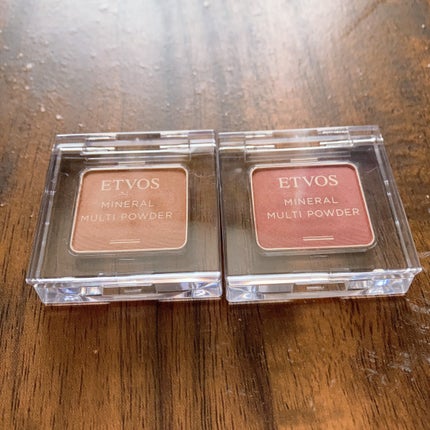 ETVOS
MINERAL
MULTI POWDER
ETVOS
MINERAL
MULTI POWDER